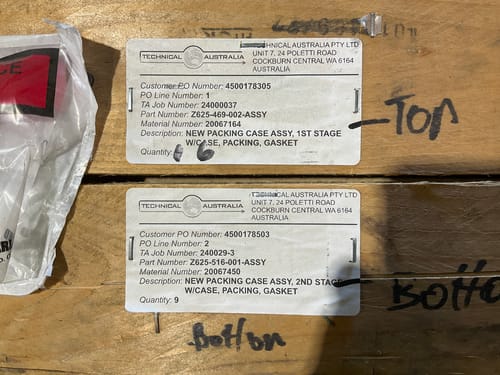 CE
TECHNICAL AUSTRALIA
TECHNICAL AUSTRALIA PTY LTD
UNIT 7, 24 POLETTI ROAD
COCKBURN CENTRAL WA 6164
AUSTRALIA
Customer PO Number: 4500178305
PO Line Number: 1
TA Job Number: 24000037
Part Number: Z625-469-002-ASSY
Material Number: 20067164
Description: NEW PACKING CASE ASSY, 1ST STAGE
W/CASE, PACKING, GASKET
Quantity: 6
TOP
TECHNICAL AUSTRALIA
TECHNICAL AUSTRALIA PTY LTD
UNIT 7, 24 POLETTI ROAD
COCKBURN CENTRAL WA 6164
AUSTRALIA
Customer PO Number: 4500178503
PO Line Number: 2
TA Job Number: 240029-3
Part Number: Z625-516-001-ASSY
Material Number: 20067450
Description: NEW PACKING CASE ASSY, 2ND STAGE
W/CASE, PACKING, GASKET
Quantity: 9
Botto
Bottom